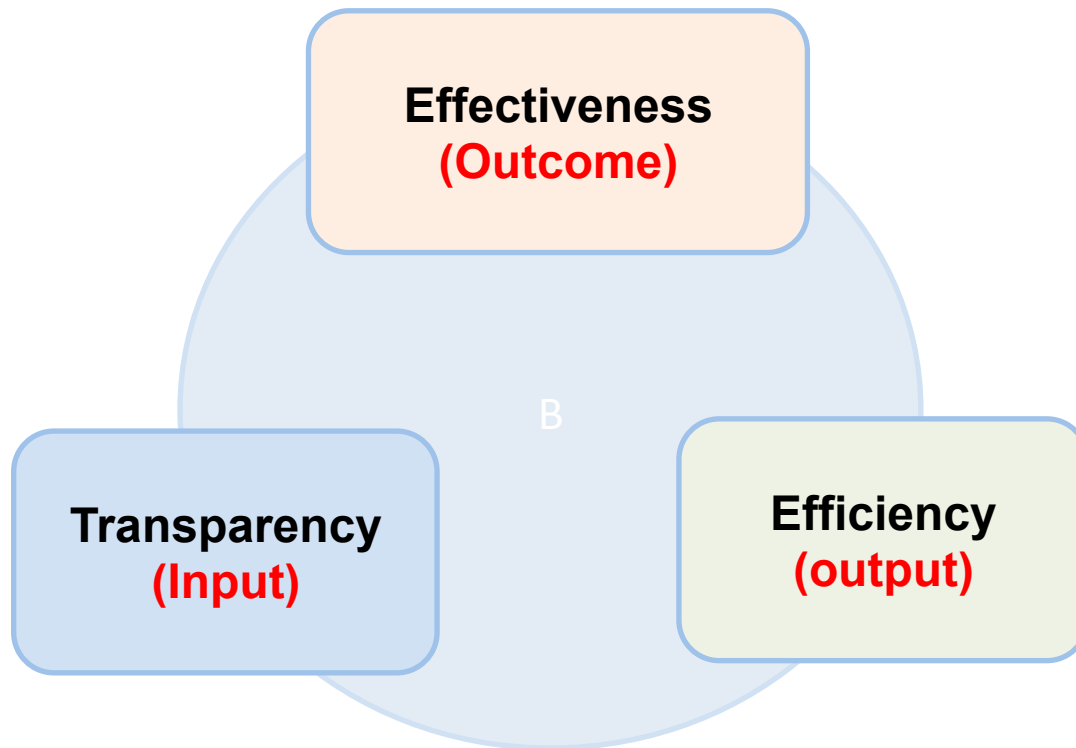 Effectiveness
(Outcome)
B
Transparency
(Input)
Efficiency
(output)